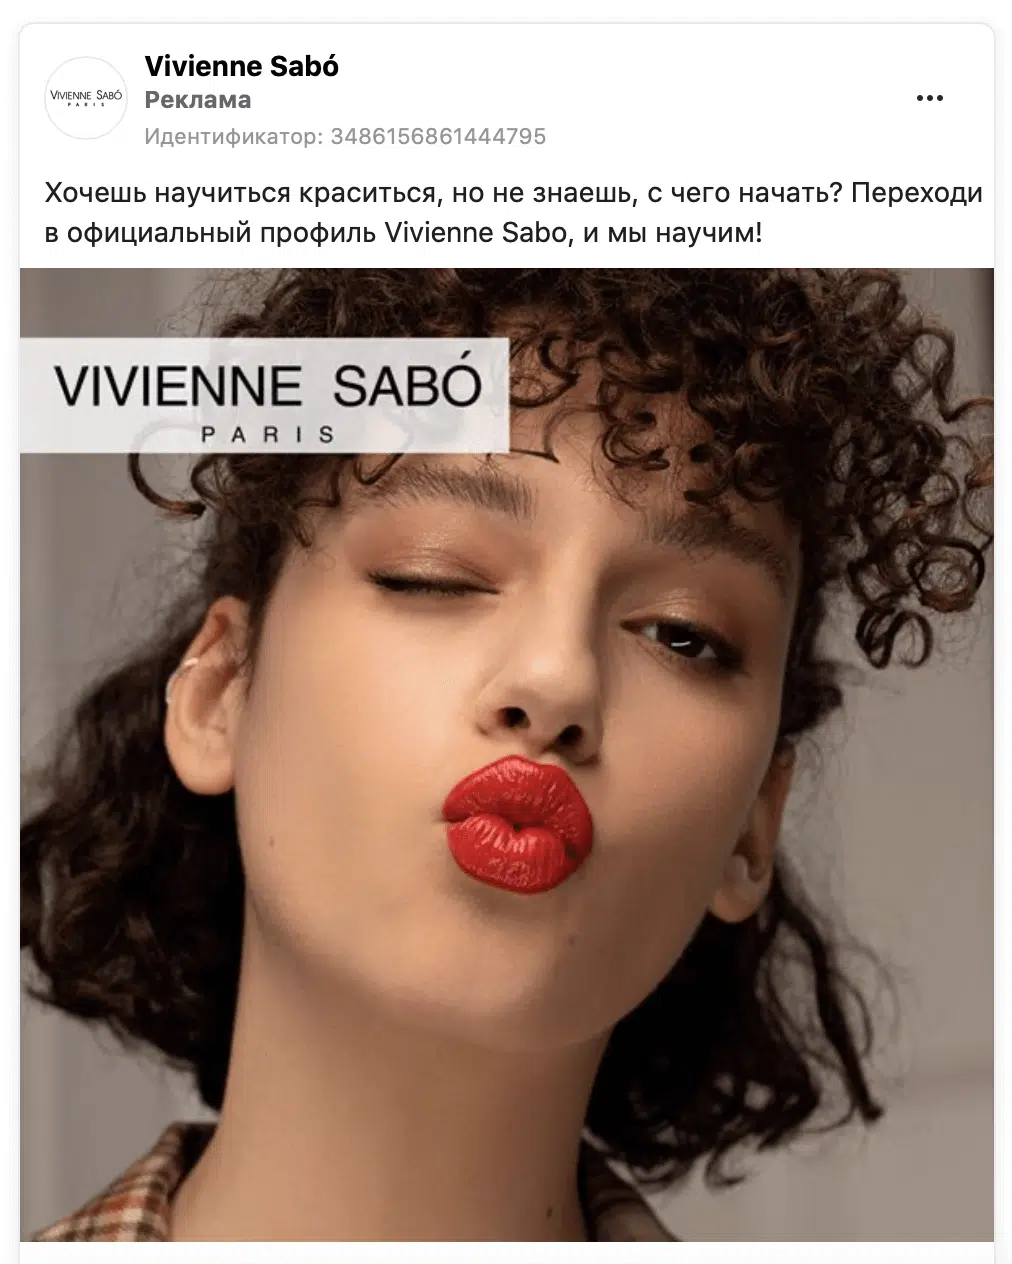 VIVIENNE SABÓ
PARIS
Vivienne Sabó
Реклама
Идентификатор: 3486156861444795
Хочешь научиться краситься, но не знаешь, с чего начать? Переходи
в официальный профиль Vivienne Sabo, и мы научим!
VIVIENNE SABÓ
PARIS